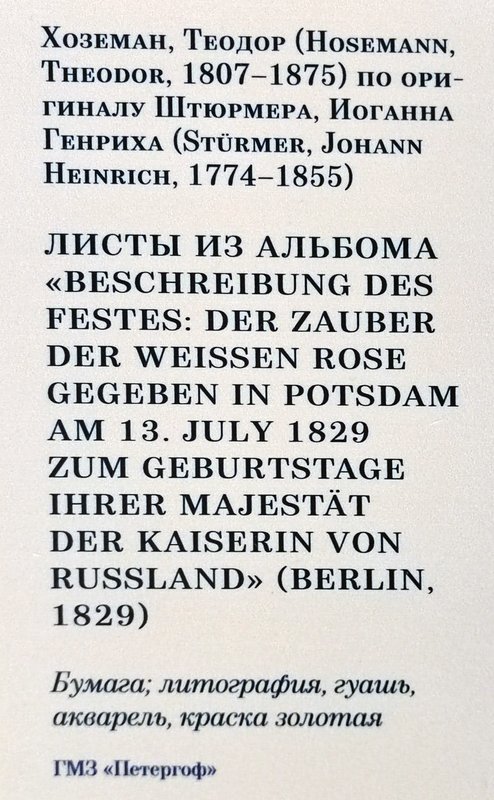 Хоземан, Теодор (Hosemann,
Theodor, 1807–1875) по ори-
гиналу Штюрмера, Иоганна
Генриха (Stürmer, Johann
Heinrich, 1774–1855)
ЛИСТЫ ИЗ АЛЬБОМА
«BESCHREIBUNG DES
FESTES: DER ZAUBER
DER WEISSEN ROSE
GEGEBEN IN POTSDAM
AM 13. JULY 1829
ZUM GEBURTSTAGE
IHRER MAJESTÄT
DER KAISERIN VON
RUSSLAND» (BERLIN,
1829)
Бумага; литография, гуашь,
акварель, краска золотая
ГМЗ «Петергоф»